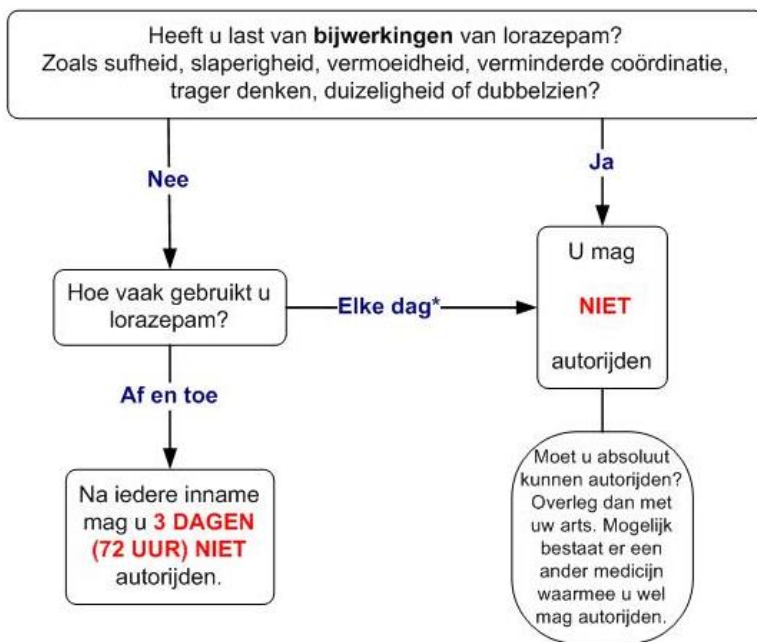 Heeft u last van bijwerkingen van lorazepam?
Zoals sufheid, slaperigheid, vermoeidheid, verminderde coördinatie,
trager denken, duizeligheid of dubbelzien?
Nee
Ja
Hoe vaak gebruikt u
lorazepam?
Elke dag*
U mag
NIET
autorijden
Af en toe
Na iedere inname
mag u 3 DAGEN
(72 UUR) NIET
autorijden.
Moet u absoluut
kunnen autorijden?
Overleg dan met
uw arts. Mogelijk
bestaat er een
ander medicijn
waarmee u wel
mag autorijden.